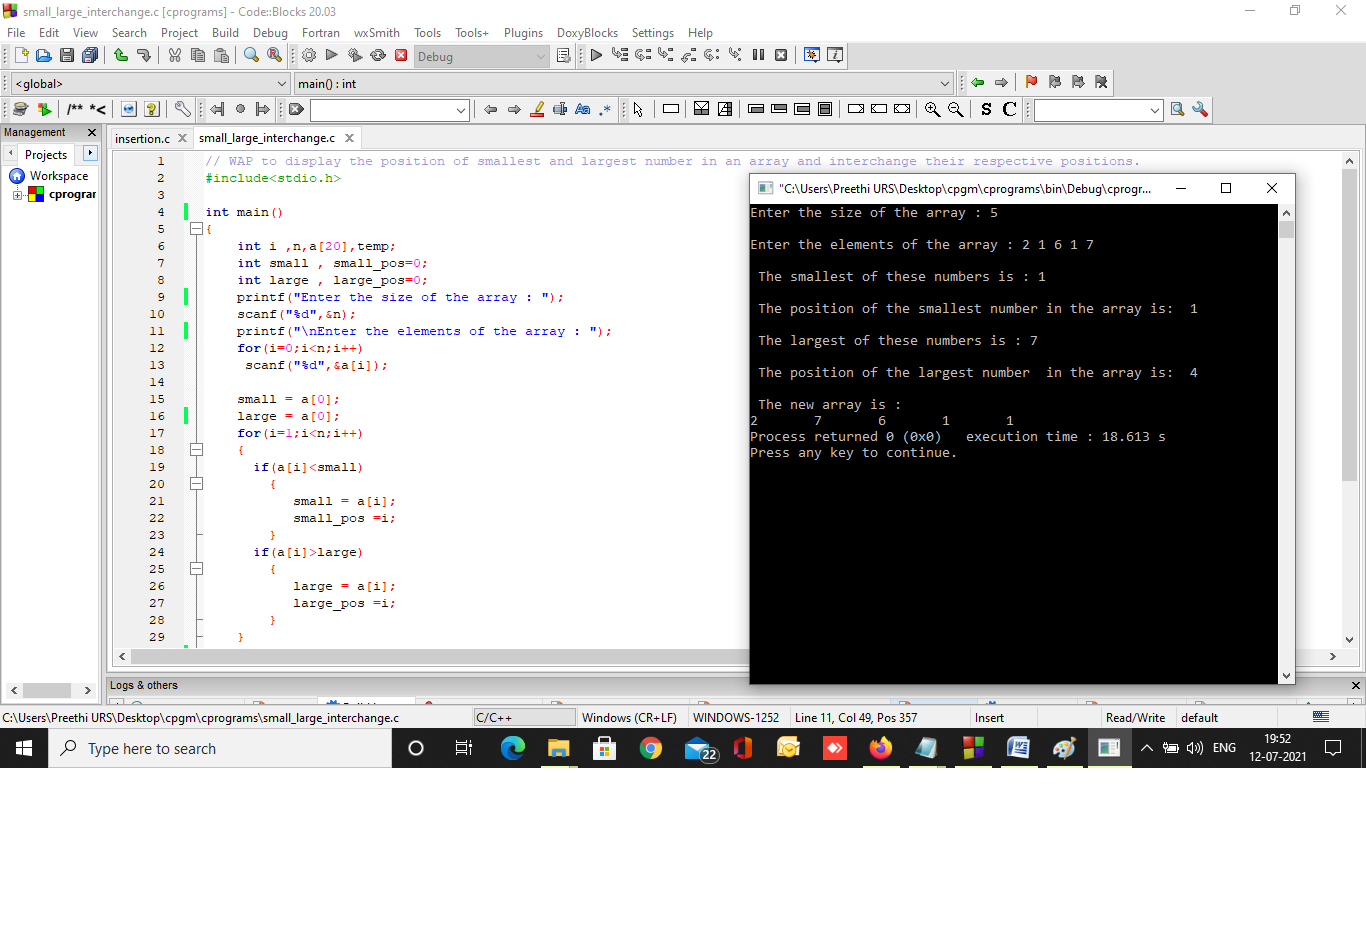 small_large_interchange.c [cprograms] - Code::Blocks 20.03
File Edit View Search Project Build Debug Fortran wxSmith Tools Tools+ Plugins DoxyBlocks Settings Help
Debug
<global> main() : int
/** *<
Aa .* S C
Management
Projects insertion.c small_large_interchange.c
Workspace
cprograr
1 // WAP to display the position of smallest and largest number in an array and interchange their respective positions.
2 #include<stdio.h>
3
4 int main()
5 {
6 int i ,n,a[20],temp;
7 int small , small_pos=0;
8 int large , large_pos=0;
9 printf("Enter the size of the array : ");
10 scanf("%d",&n);
11 printf("\nEnter the elements of the array : ");
12 for(i=0;i<n;i++)
13 scanf("%d",&a[i]);
14
15 small = a[0];
16 large = a[0];
17 for(i=1;i<n;i++)
18 {
19 if(a[i]<small)
20 {
21 small = a[i];
22 small_pos =i;
23 }
24 if(a[i]>large)
25 {
26 large = a[i];
27 large_pos =i;
28 }
29 }
"C:\Users\Preethi URS\Desktop\cpgm\cprograms\bin\Debug\cprogr...
Enter the size of the array : 5
Enter the elements of the array : 2 1 6 1 7
The smallest of these numbers is : 1
The position of the smallest number in the array is: 1
The largest of these numbers is : 7
The position of the largest number in the array is: 4
The new array is :
2 7 6 1 1
Process returned 0 (0x0) execution time : 18.613 s
Press any key to continue.
Logs & others
C:\Users\Preethi URS\Desktop\cpgm\cprograms\small_large_interchange.c C/C++ Windows (CR+LF) WINDOWS-1252 Line 11, Col 49, Pos 357 Insert Read/Write default
Type here to search
22
ENG
19:52
12-07-2021